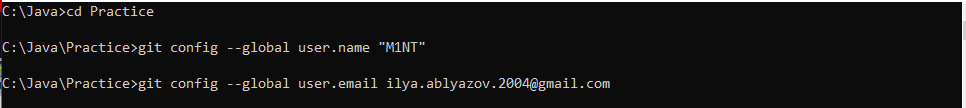 C:\Java>cd Practice
C:\Java\Practice>git config --global user.name "M1NT"
C:\Java\Practice>git config --global user.email ilya.ablyazov.2004@gmail.com